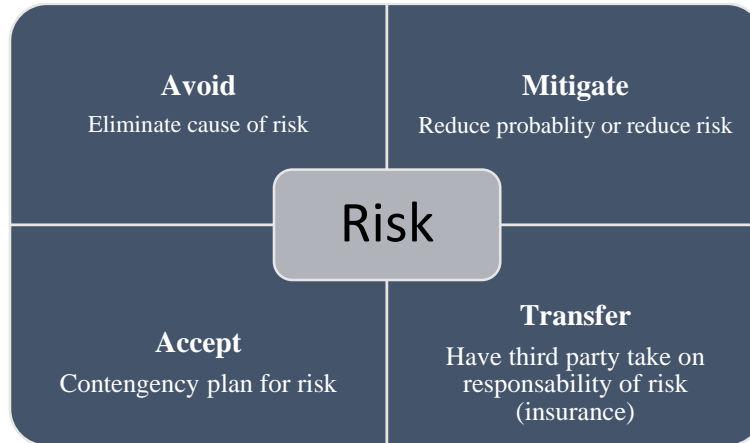 Avoid
Eliminate cause of risk
Mitigate
Reduce probablity or reduce risk
Risk
Accept
Contengency plan for risk
Transfer
Have third party take on
responsability of risk
(insurance)